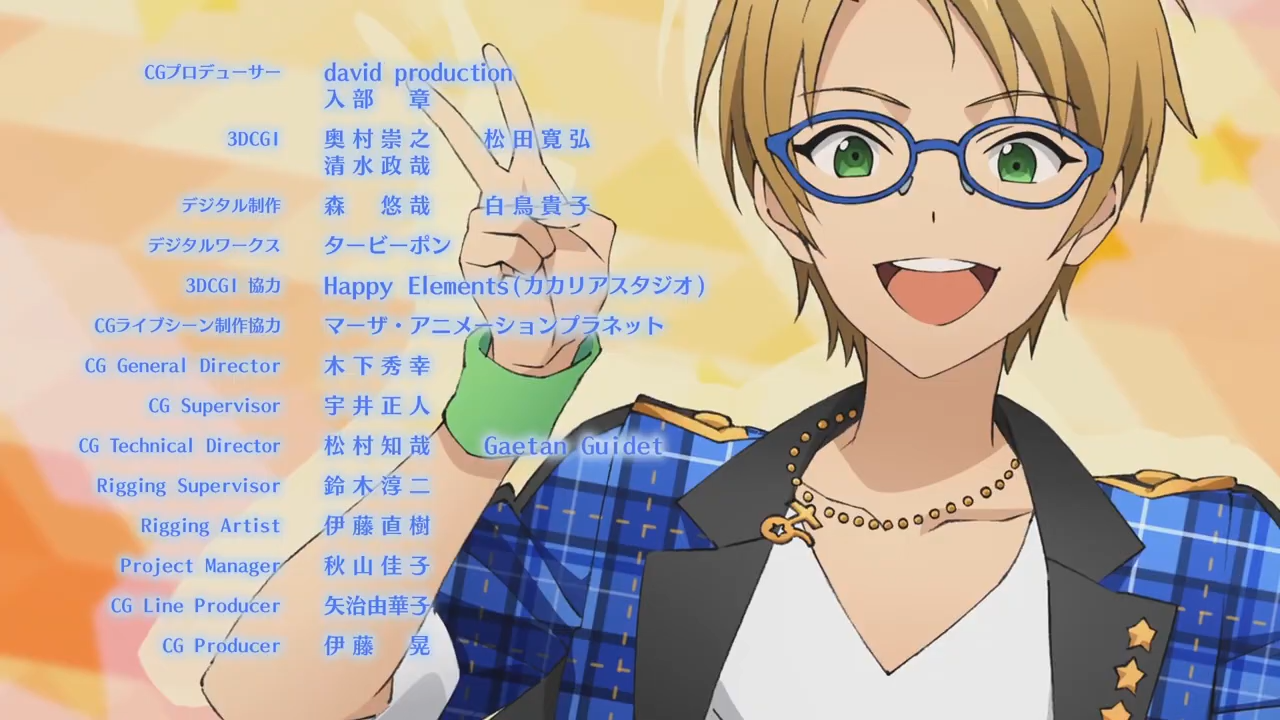 CGプロデューサー david production
入部 章
3DCGI 奥村崇之 松田寛弘
清水政哉
デジタル制作 森 悠哉 白鳥貴子
デジタルワークス タービーポン
3DCGI 協力 Happy Elements(カカリアスタジオ)
CGライブシーン制作協力 マーザ・アニメーションプラネット
CG General Director 木下秀幸
CG Supervisor 宇井正人
CG Technical Director 松村知哉 Gaetan Guidet
Rigging Supervisor 鈴木淳二
Rigging Artist 伊藤直樹
Project Manager 秋山佳子
CG Line Producer 矢治由華子
CG Producer 伊藤 晃